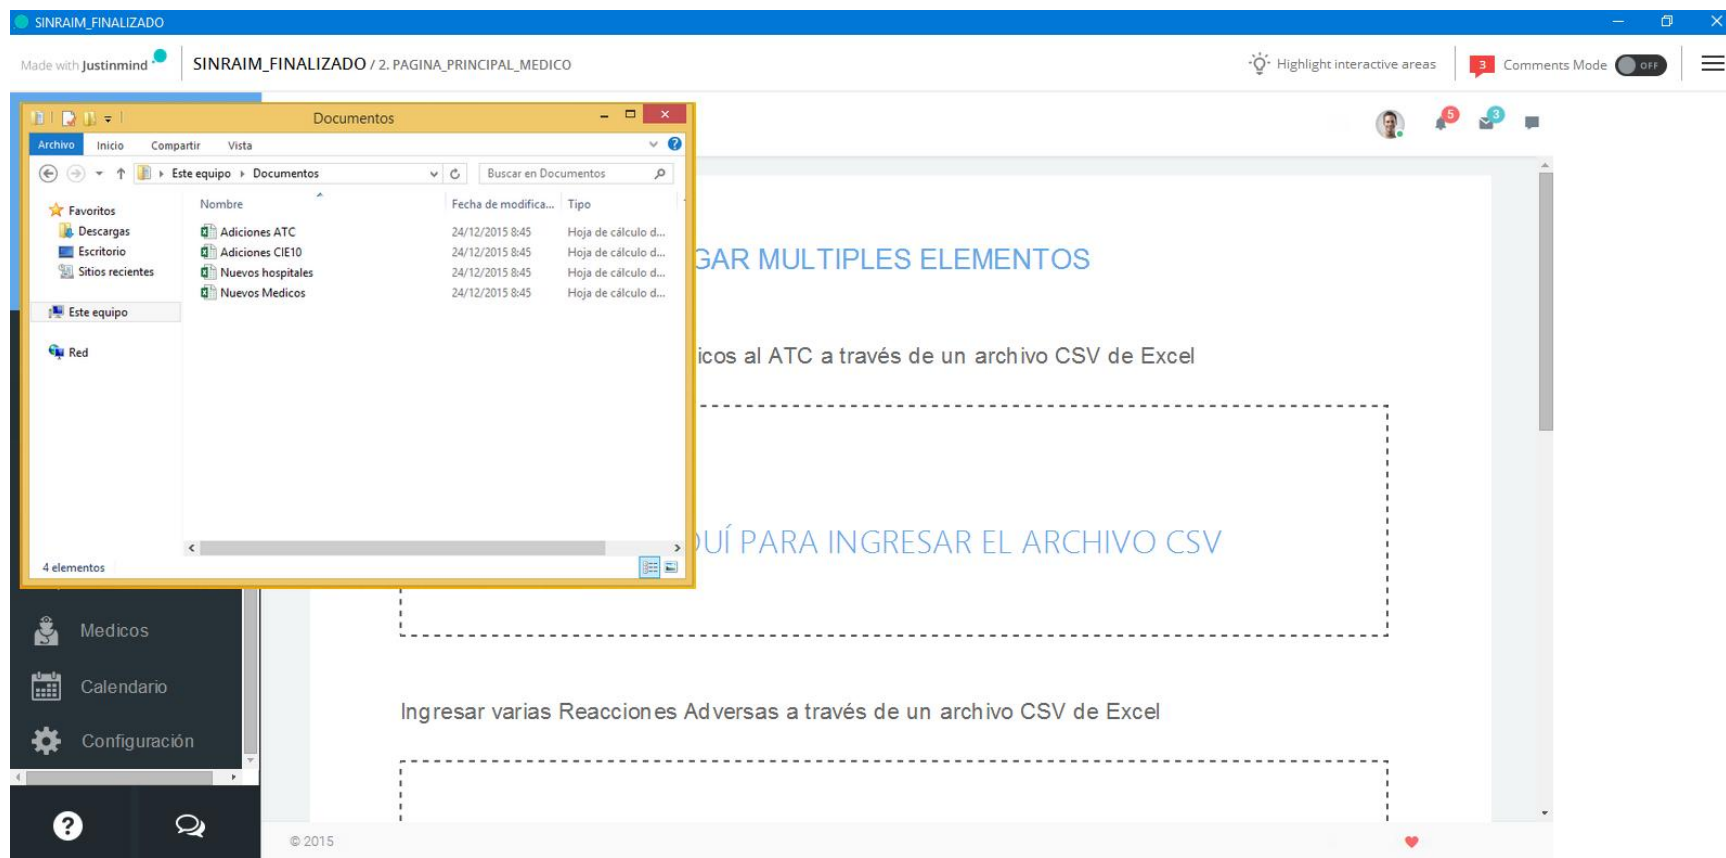 SINRAIM_FINALIZADO
Made with Justinmind
SINRAIM_FINALIZADO / 2. PAGINA_PRINCIPAL_MEDICO
Highlight interactive areas
3 Comments Mode OFF
Documentos
5
3
Archivo Inicio Compartir Vista
Este equipo Documentos
Buscar en Documentos
Nombre Fecha de modifica... Tipo
Favoritos
Descargas
Escritorio
Sitios recientes
Este equipo
Red
Adiciones ATC 24/12/2015 8:45 Hoja de cálculo d...
Adiciones CIE10 24/12/2015 8:45 Hoja de cálculo d...
Nuevos hospitales 24/12/2015 8:45 Hoja de cálculo d...
Nuevos Medicos 24/12/2015 8:45 Hoja de cálculo d...
4 elementos
GAR MULTIPLES ELEMENTOS
icos al ATC a través de un archivo CSV de Excel
QUÍ PARA INGRESAR EL ARCHIVO CSV
Medicos
Calendario
Configuración
Ingresar varias Reacciones Adversas a través de un archivo CSV de Excel
© 2015